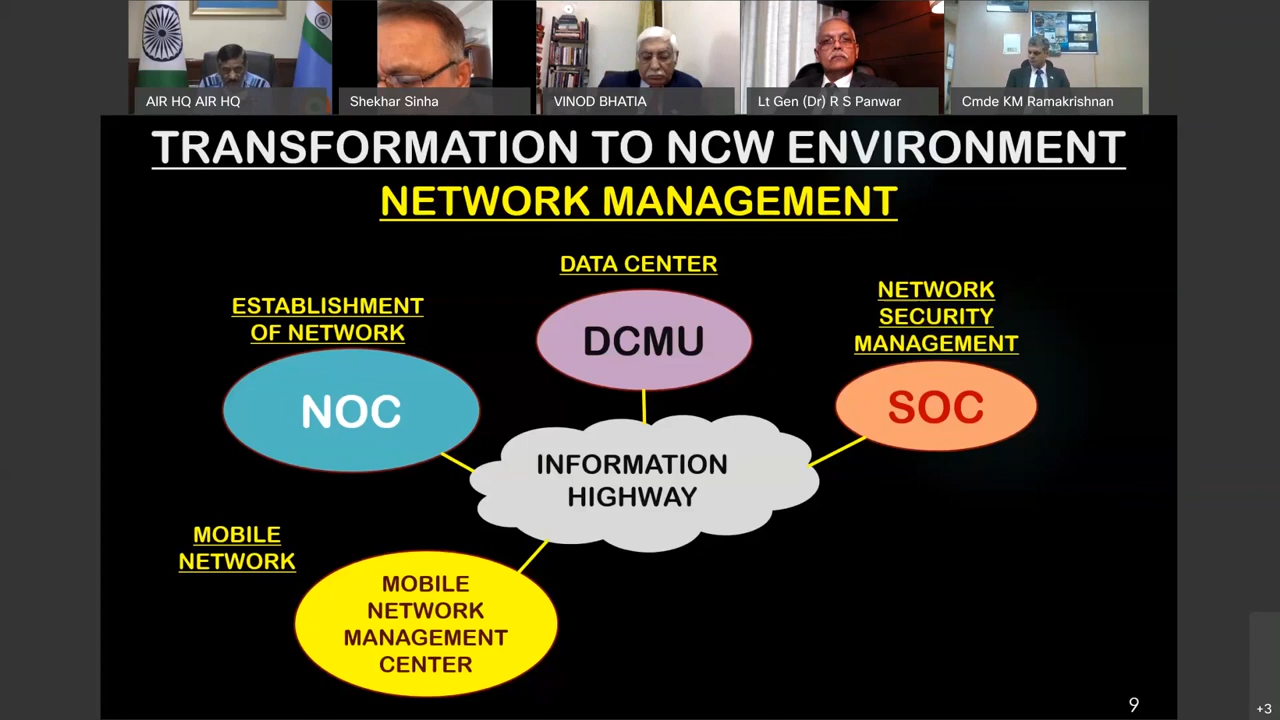 AIR HQ AIR HQ
Shekhar Sinha
VINOD BHATIA
Lt Gen (Dr) R S Panwar
Cmde KM Ramakrishnan
TRANSFORMATION TO NCW ENVIRONMENT
NETWORK MANAGEMENT
DATA CENTER
DCMU
ESTABLISHMENT
OF NETWORK
NOC
NETWORK
SECURITY
MANAGEMENT
SOC
INFORMATION
HIGHWAY
MOBILE
NETWORK
MOBILE
NETWORK
MANAGEMENT
CENTER
9
+3